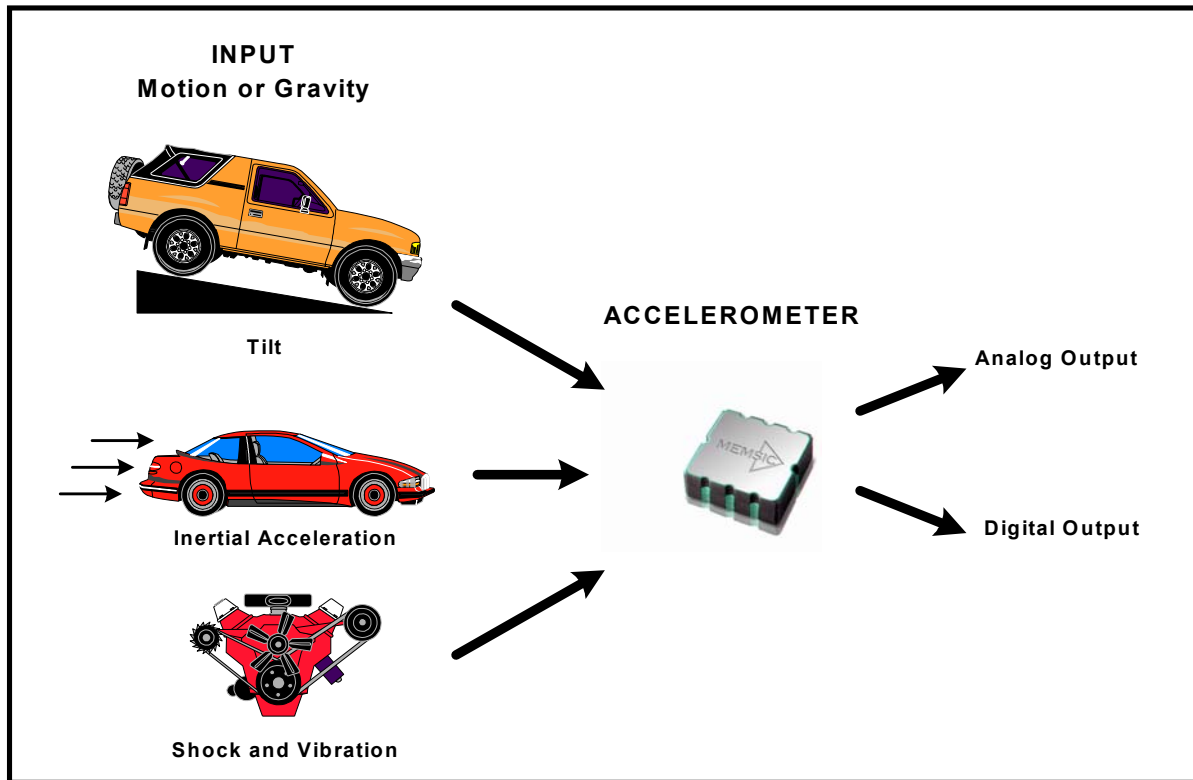 INPUT
Motion or Gravity
Tilt
Inertial Acceleration
Shock and Vibration
ACCELEROMETER
MEMSIC
Analog Output
Digital Output